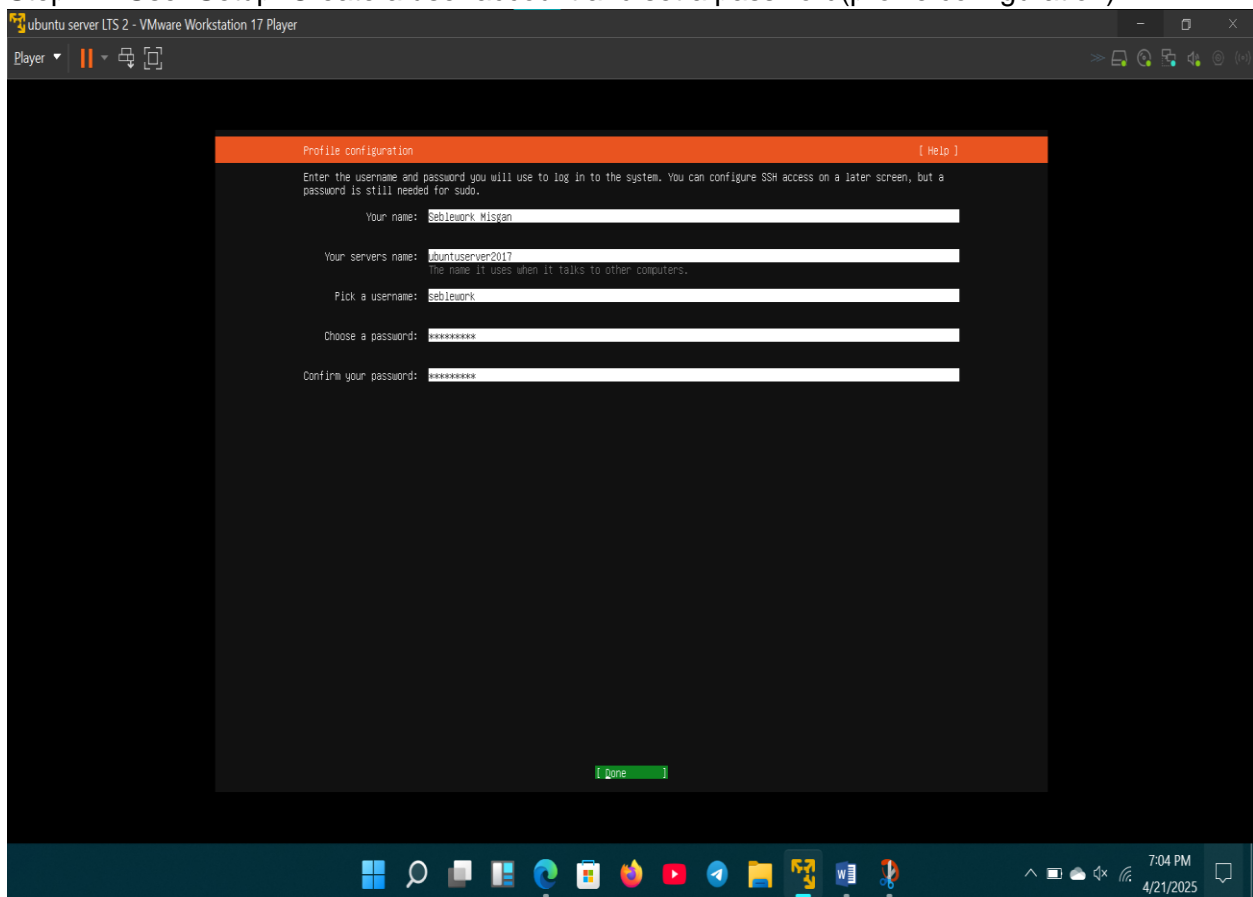 ubuntu server LTS 2 - VMware Workstation 17 Player
Player
Profile configuration [ Help ]
Enter the username and password you will use to log in to the system. You can configure SSH access on a later screen, but a
password is still needed for sudo.
Your name: Seblework Misgan
Your servers name: ubuntuserver2017
The name it uses when it talks to other computers.
Pick a username: seblework
Choose a password: *********
Confirm your password: *********
[ Done ]
7:04 PM
4/21/2025